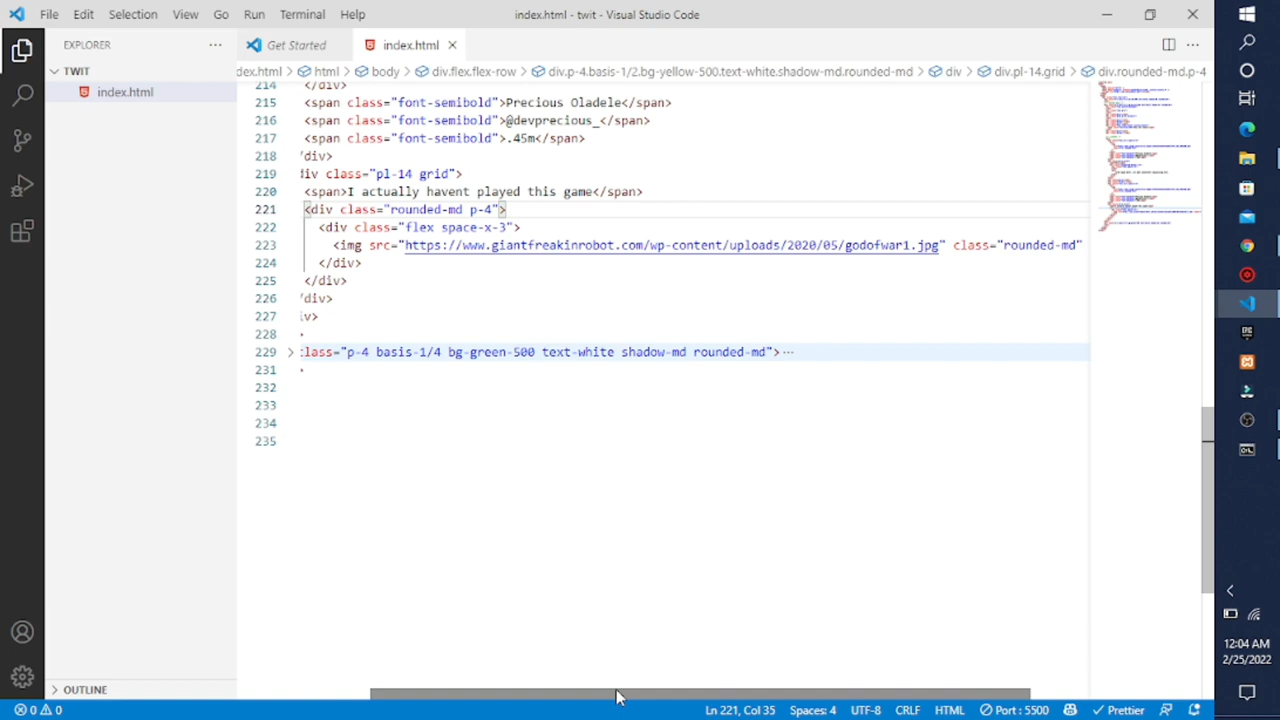 File Edit Selection View Go Run Terminal Help index.html - twit - Visual Studio Code
EXPLORER ··· Get Started index.html
TWIT
index.html
dex.html > html > body > div.flex.flex-row > div.p-4.basis-1/2.bg-yellow-500.text-white.shadow-md.rounded-md > div > div.pl-14.grid > div.rounded-md.p-4
214 </div>
215 <span class="font-semibold">Precious Oladele</span>
216 <span class="font-semibold">@devprecious_</span>
217 <span class="font-semibold">45m</span>
218 /div>
219 iv class="pl-14 grid">
220 <span>I actually havent played this game</span>
221 <div class="rounded-md p-4">
222 <div class="flex space-x-3"
223 <img src="https://www.giantfreakinrobot.com/wp-content/uploads/2020/05/godofwar1.jpg" class="rounded-md"
224 </div>
225 </div>
226 /div>
227 iv>
228
229 lass="p-4 basis-1/4 bg-green-500 text-white shadow-md rounded-md">···
231
232
233
234
235
OUTLINE
0 0 Ln 221, Col 35 Spaces: 4 UTF-8 CRLF HTML Port : 5500 Prettier
12:04 AM
2/25/2022